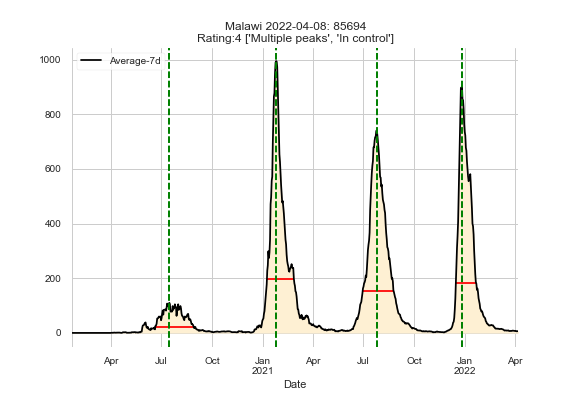 Malawi 2022-04-08: 85694
Rating:4 ['Multiple peaks', 'In control']
Average-7d
1000
800
600
400
200
0
Apr Jul Oct Jan Apr Jul Oct Jan Apr
2021 2022
Date